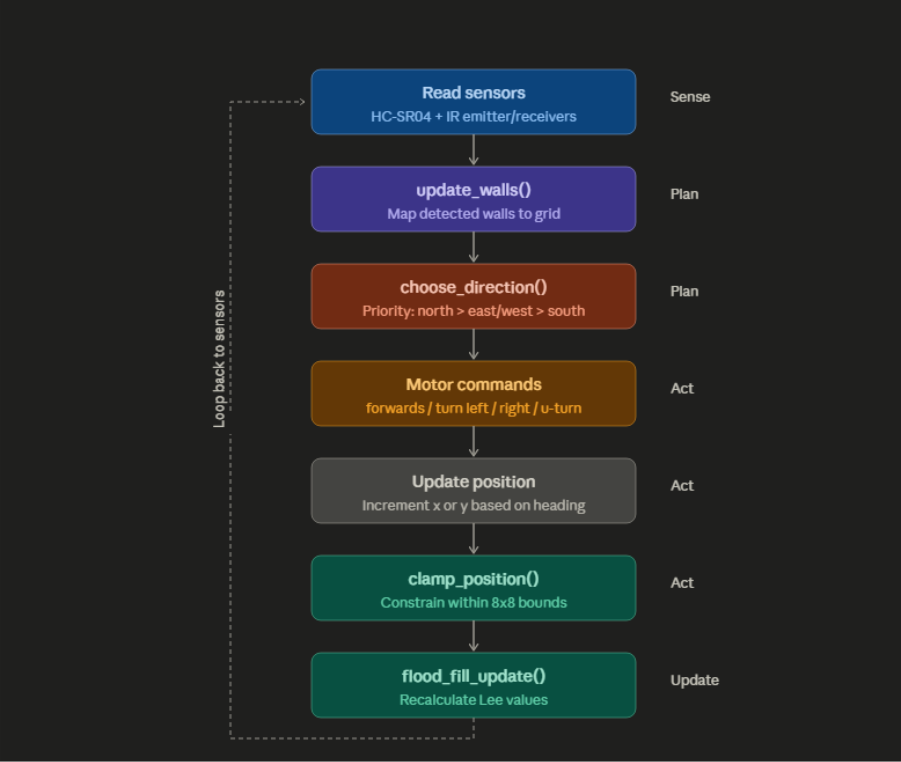 Read sensors
HC-SR04 + IR emitter/receivers
Sense
update_walls()
Map detected walls to grid
Plan
choose_direction()
Priority: north > east/west > south
Plan
Loop back to sensors
Motor commands
forwards / turn left / right / u-turn
Act
Update position
Increment x or y based on heading
Act
clamp_position()
Constrain within 8x8 bounds
Act
flood_fill_update()
Recalculate Lee values
Update